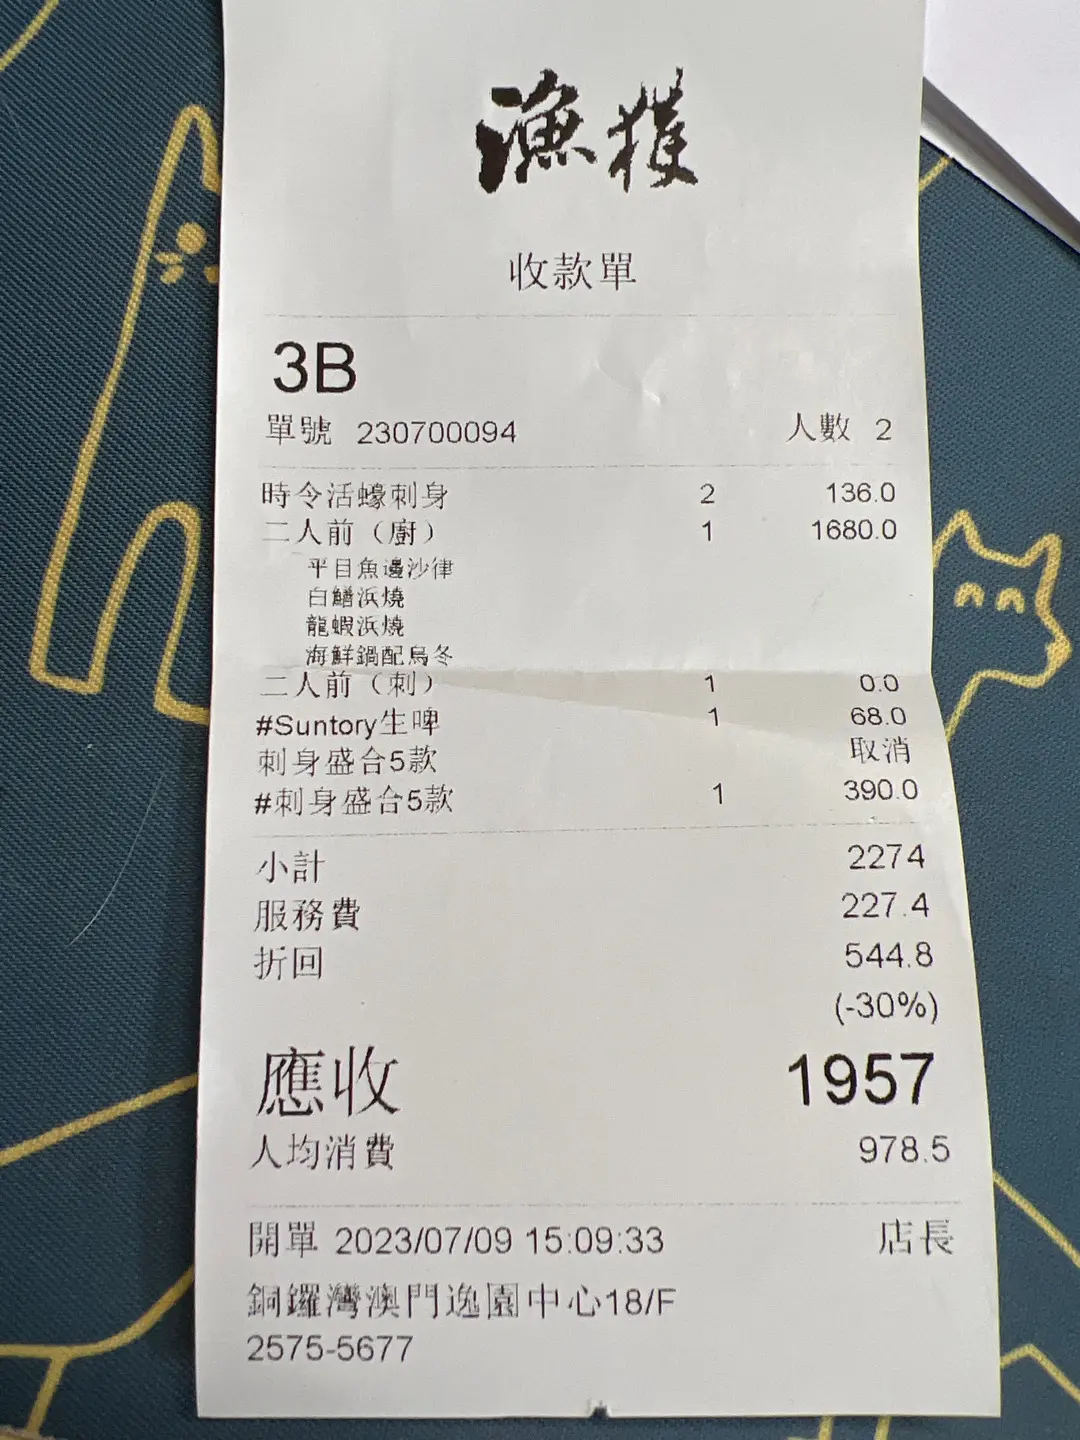 漁獲
收款單
3B
單號 230700094 人數 2
時令活蠔刺身 2 136.0
二人前（廚） 1 1680.0
平目魚邊沙律
白鱔浜燒
龍蝦浜燒
海鮮鍋配烏冬
二人前（刺） 1 0.0
#Suntory生啤 1 68.0
刺身盛合5款 取消
#刺身盛合5款 1 390.0
小計 2274
服務費 227.4
折回 544.8
(-30%)
應收 1957
人均消費 978.5
開單 2023/07/09 15:09:33 店長
銅鑼灣澳門逸園中心18/F
2575-5677